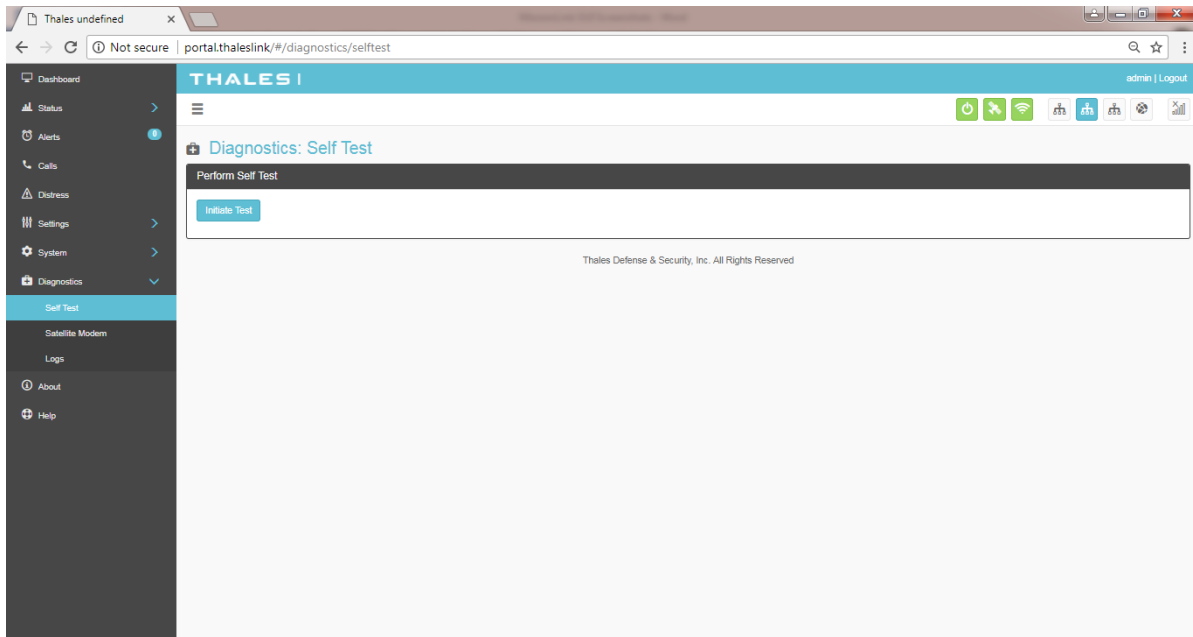 Thales undefined
Not secure | portal.thaleslink/#/diagnostics/selftest
Dashboard
THALES
admin | Logout
Status
Alerts
0
Calls
Distress
Settings
System
Diagnostics
Self Test
Satellite Modem
Logs
About
Help
Diagnostics: Self Test
Perform Self Test
Initiate Test
Thales Defense & Security, Inc. All Rights Reserved